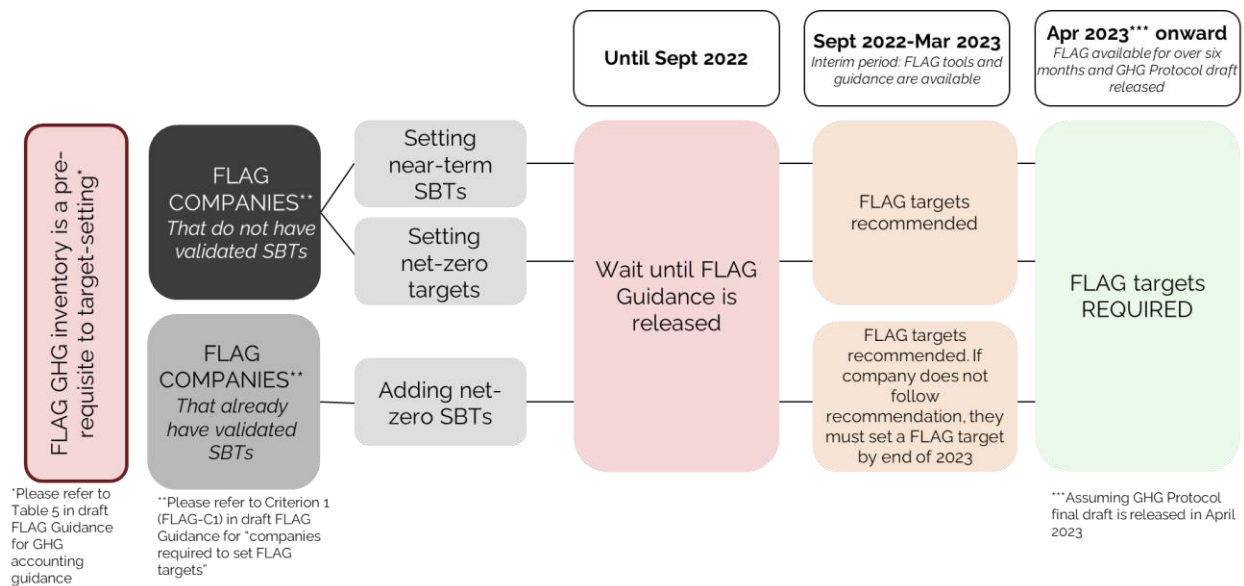 Until Sept 2022
Sept 2022-Mar 2023
Interim period: FLAG tools and
guidance are available
Apr 2023*** onward
FLAG available for over six
months and GHG Protocol draft
released
FLAG GHG inventory is a pre-
requisite to target-setting*
FLAG
COMPANIES**
That do not have
validated SBTs
Setting
near-term
SBTs
Setting
net-zero
targets
FLAG
COMPANIES**
That already
have validated
SBTs
Adding net-
zero SBTs
Wait until FLAG
Guidance is
released
FLAG targets
recommended
FLAG targets
recommended. If
company does not
follow
recommendation, they
must set a FLAG target
by end of 2023
FLAG targets
REQUIRED
*Please refer to
Table 5 in draft
FLAG Guidance
for GHG
accounting
guidance
**Please refer to Criterion 1
(FLAG-C1) in draft FLAG
Guidance for "companies
required to set FLAG
targets"
***Assuming GHG Protocol
final draft is released in April
2023